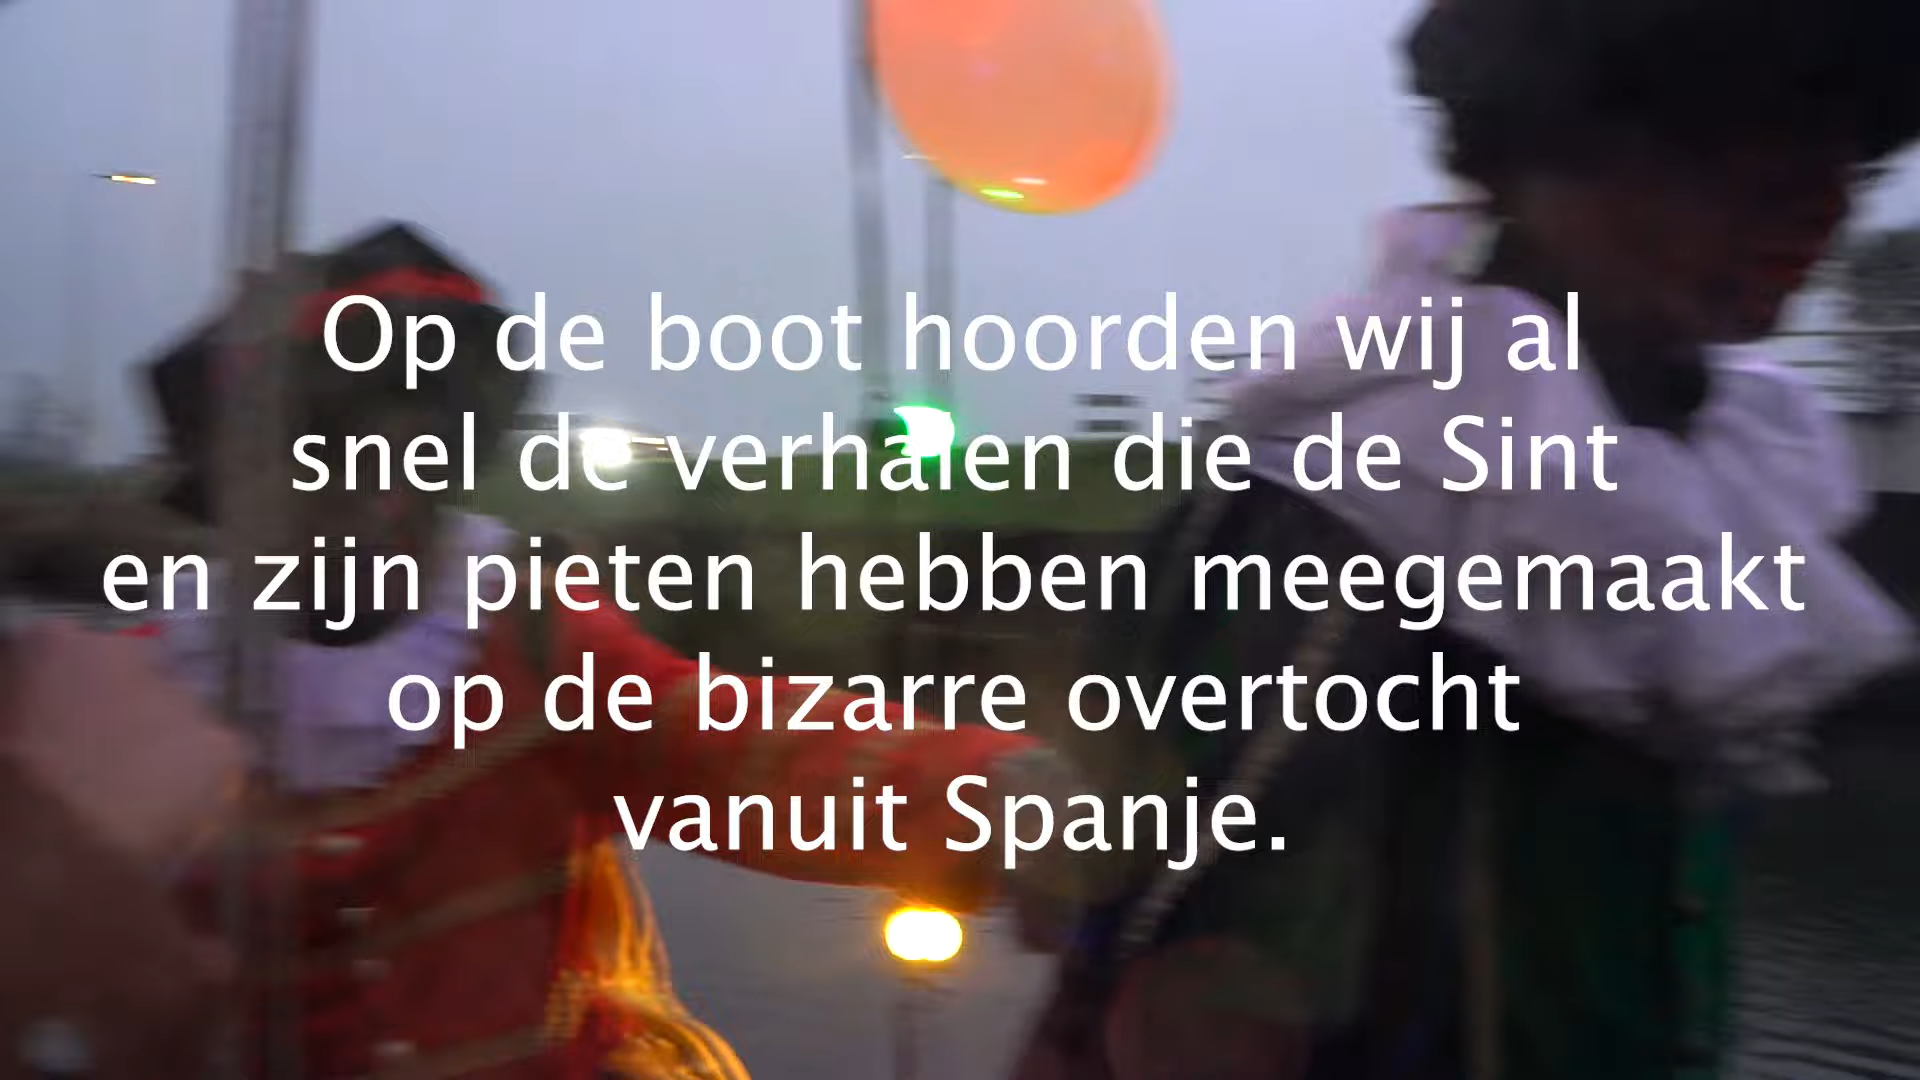 Op de boot hoorden wij al
snel de verhalen die de Sint
en zijn pieten hebben meegemaakt
op de bizarre overtocht
vanuit Spanje.